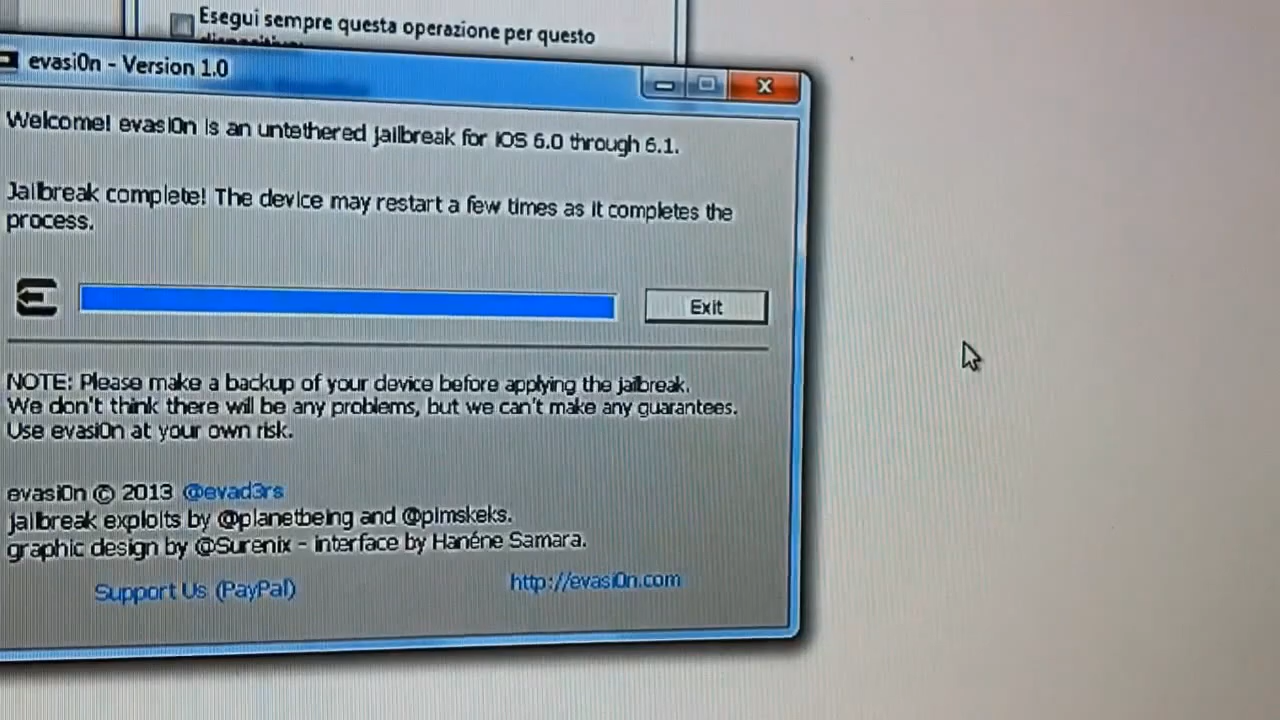 Esegui sempre questa operazione per questo
dispositivo.
evasi0n - Version 1.0
Welcome! evasi0n is an untethered jailbreak for iOS 6.0 through 6.1.
Jailbreak complete! The device may restart a few times as it completes the
process.
Exit
NOTE: Please make a backup of your device before applying the jailbreak.
We don't think there will be any problems, but we can't make any guarantees.
Use evasi0n at your own risk.
evasi0n © 2013 @evad3rs
jailbreak exploits by @planetbeing and @pimskeks.
graphic design by @Surenix - interface by Hanéne Samara.
Support Us (PayPal)
http://evasi0n.com